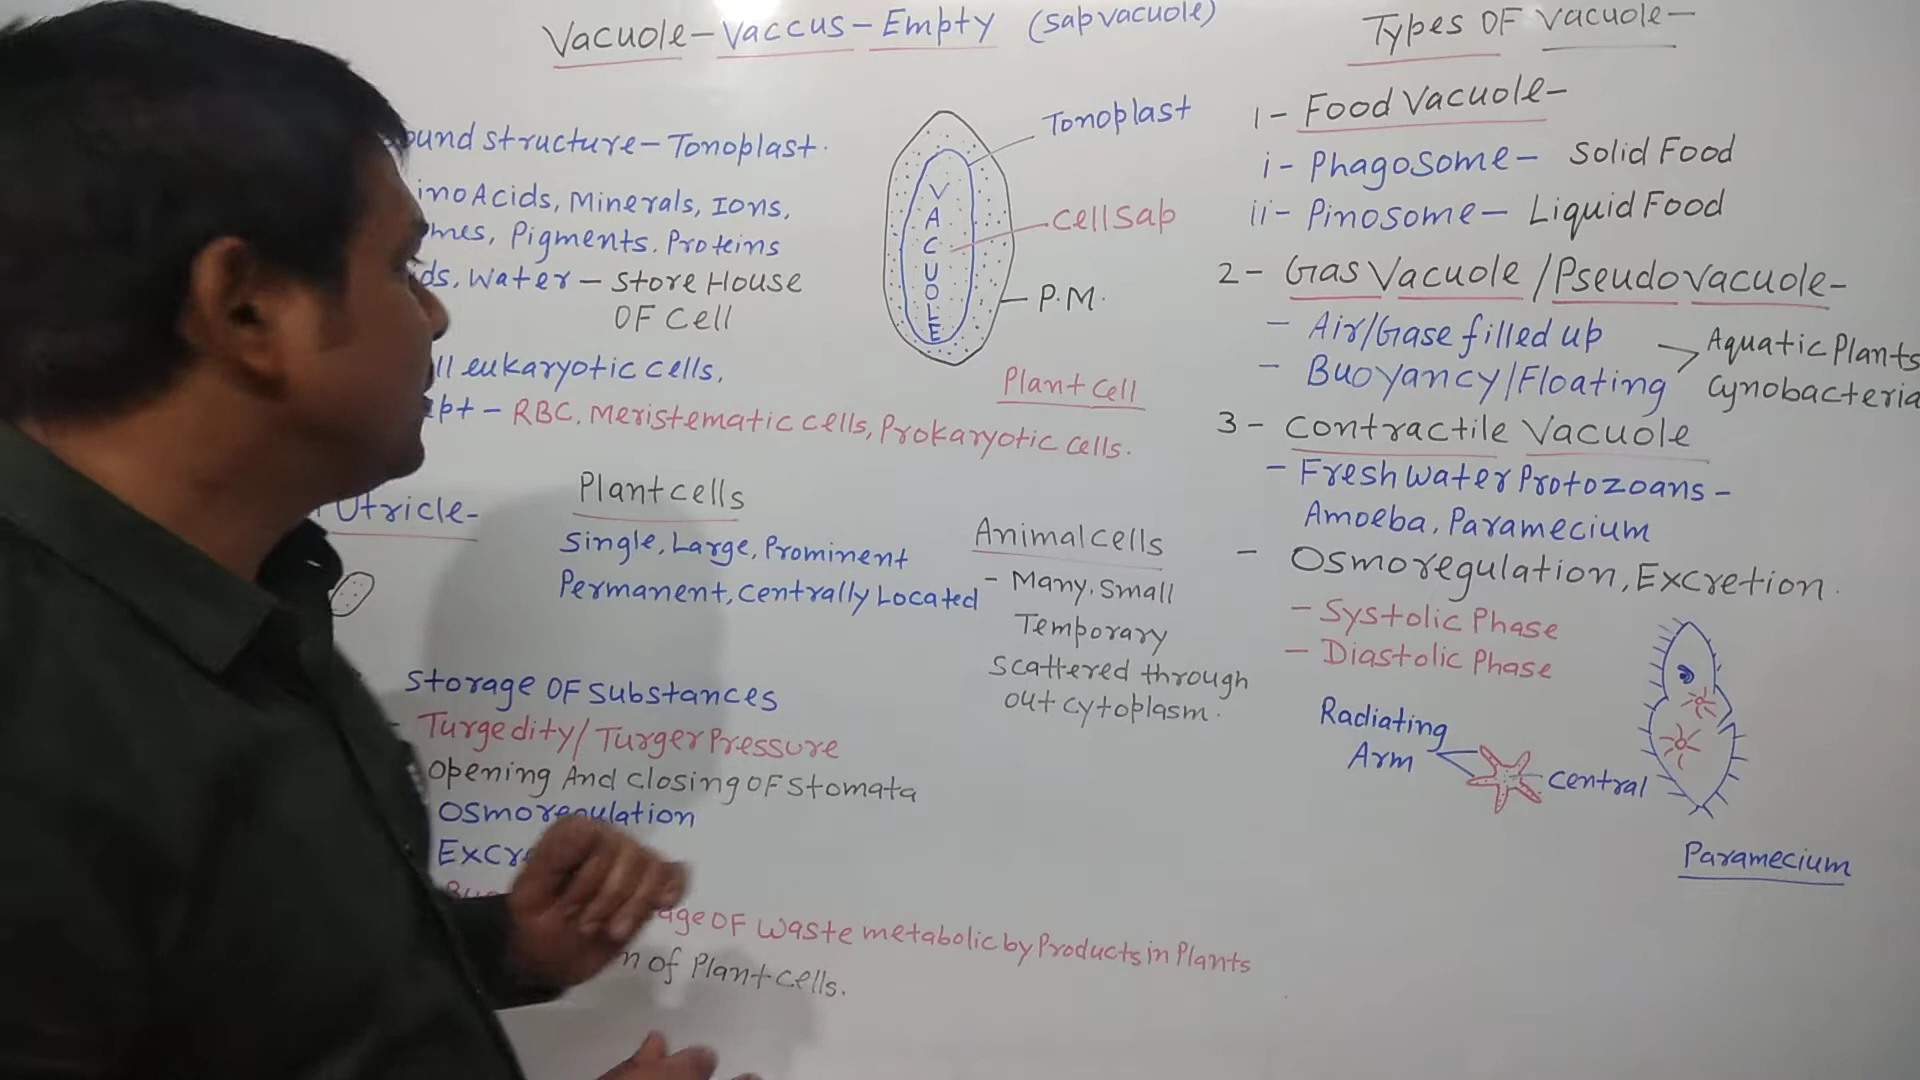 Vacuole-Vaccus-Empty (Sap vacuole)
ound structure-Tonoplast.
ino Acids, Minerals, Ions,
mes, Pigments. Proteins
ds, Water - Store House
OF Cell
ll eukaryotic cells,
ept - RBC, Meristematic cells, Prokaryotic cells.
Tonoplast
Cell Sap
P.M.
VACUOLE
Plant Cell
Utricle-
Plant cells
Single, Large, Prominent
Permanent, Centrally Located
Animal cells
- Many, Small
Temporary
Scattered through
out cytoplasm.
Storage OF Substances
- Turgedity/Turger Pressure
Opening And Closing OF Stomata
Osmoregulation
Excre
age OF Waste metabolic by Products in Plants
n of Plant cells.
Types OF Vacuole-
1- Food Vacuole-
i- Phagosome- Solid Food
ii- Pinosome- Liquid Food
2- Gas Vacuole/Pseudovacuole-
- Air/Gase filled up
- Buoyancy/Floating
Aquatic Plants
Cynobacteria
3- Contractile Vacuole
- Fresh Water Protozoans-
Amoeba, Paramecium
- Osmoregulation, Excretion.
- Systolic Phase
- Diastolic Phase
Radiating
Arm
Central
Paramecium